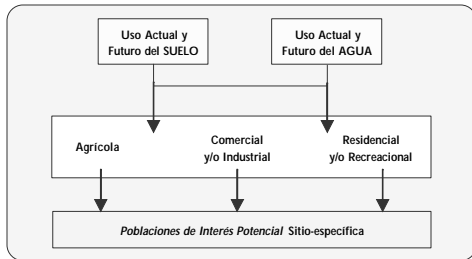 Uso Actual y
Futuro del SUELO
Uso Actual y
Futuro del AGUA
Agrícola
Comercial
y/o Industrial
Residencial
y/o Recreacional
Poblaciones de Interés Potencial Sitio-específica